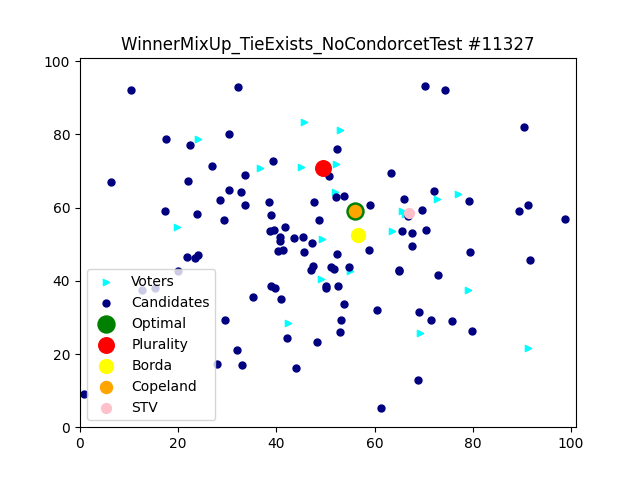 WinnerMixUp_TieExists_NoCondorcetTest #11327
100
80
60
40
20
0
Voters
Candidates
Optimal
Plurality
Borda
Copeland
STV
0 20 40 60 80 100